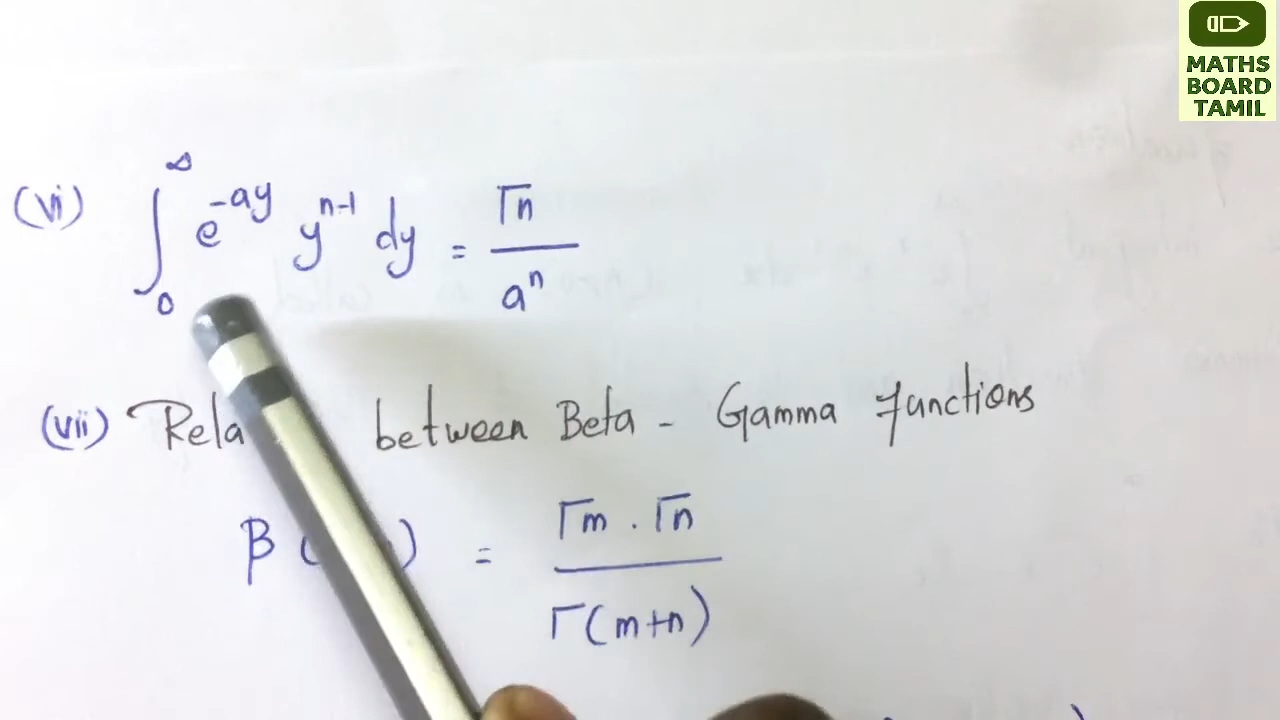 MATHS
BOARD
TAMIL
(vi) ∫₀^∞ e^{-ay} y^{n-1} dy = Γn / a^n
(vii) Rela between Beta - Gamma functions
β ( ) = Γm . Γn / Γ(m+n)